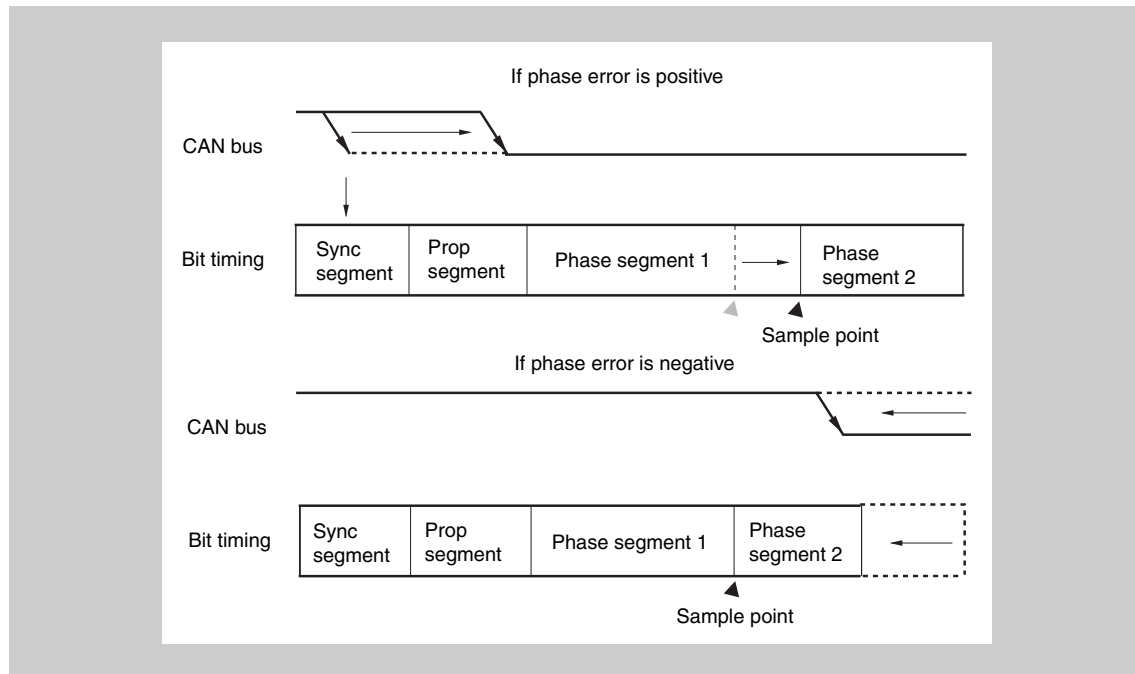 If phase error is positive
CAN bus
Bit timing
Sync
segment
Prop
segment
Phase segment 1
Phase
segment 2
Sample point
If phase error is negative
CAN bus
Bit timing
Sync
segment
Prop
segment
Phase segment 1
Phase
segment 2
Sample point